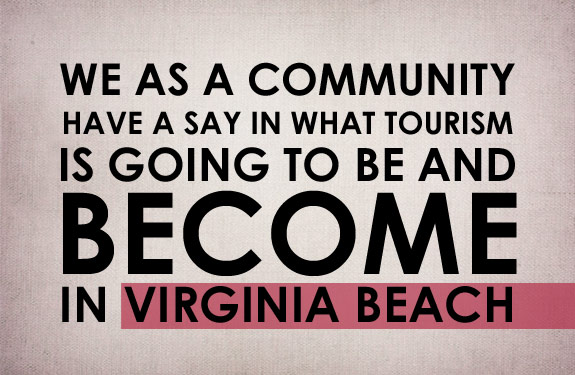 WE AS A COMMUNITY
HAVE A SAY IN WHAT TOURISM
IS GOING TO BE AND
BECOME
IN VIRGINIA BEACH